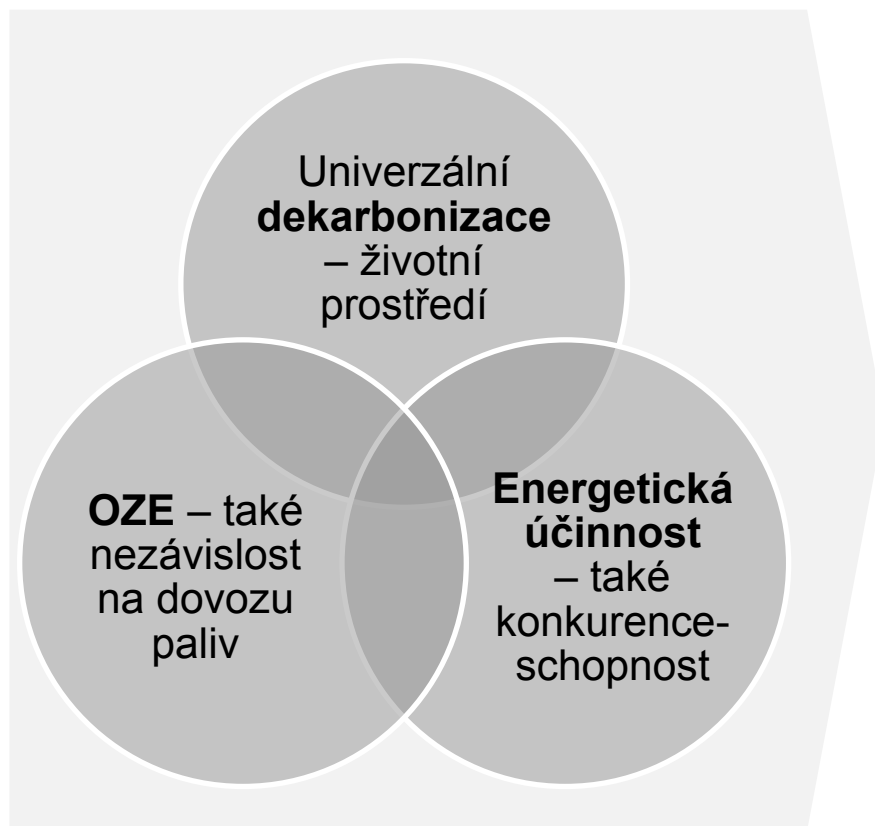 Univerzální
dekarbonizace
– životní
prostředí
OZE – také
nezávislost
na dovozu
paliv
Energetická
účinnost
– také
konkurence-
schopnost